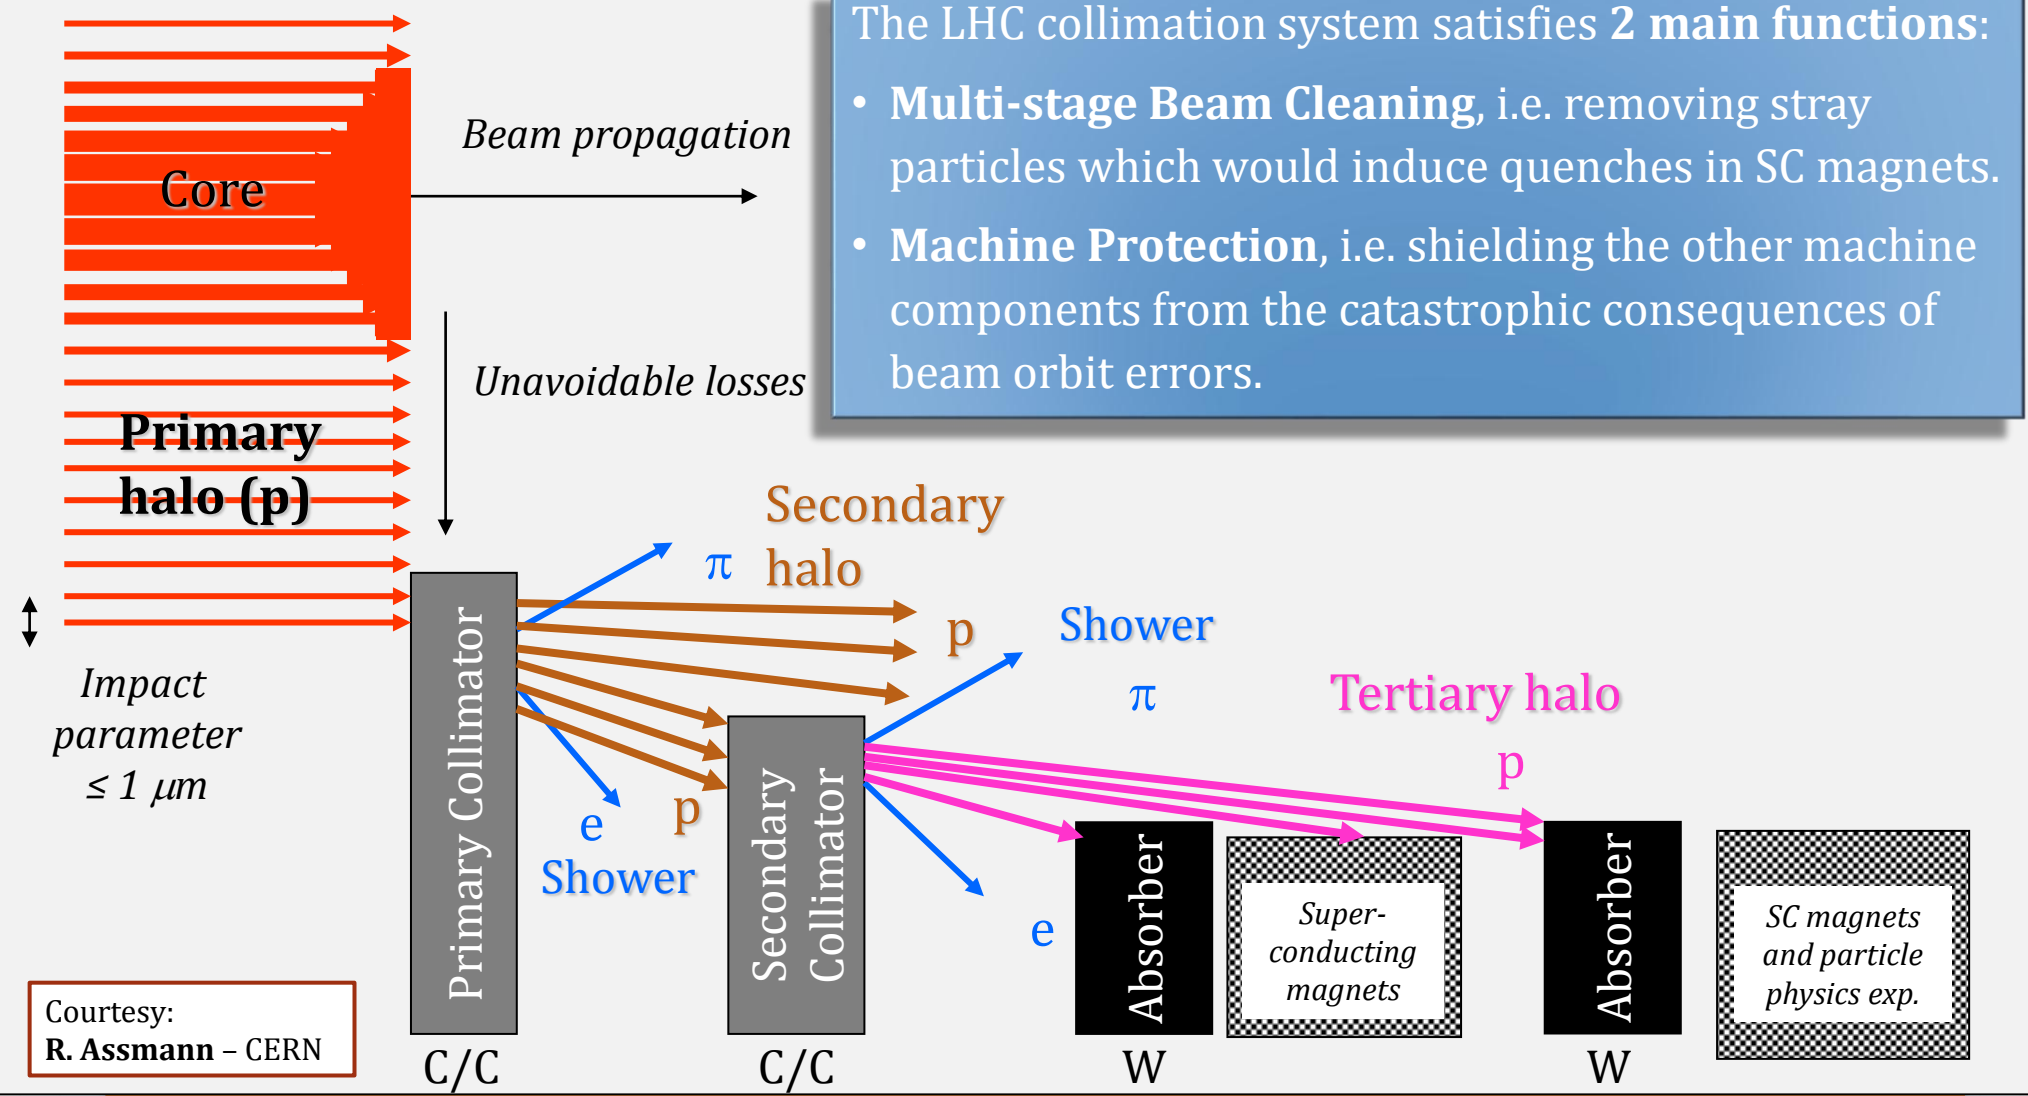 The LHC collimation system satisfies 2 main functions:
• Multi-stage Beam Cleaning, i.e. removing stray
particles which would induce quenches in SC magnets.
• Machine Protection, i.e. shielding the other machine
components from the catastrophic consequences of
beam orbit errors.
Core
Beam propagation
Unavoidable losses
Primary
halo (p)
Impact
parameter
≤ 1 μm
Primary Collimator
C/C
π
Secondary
halo
p
e
p
Shower
Secondary
Collimator
C/C
Shower
π
e
Tertiary halo
p
Absorber
W
Super-
conducting
magnets
Absorber
W
SC magnets
and particle
physics exp.
Courtesy:
R. Assmann – CERN